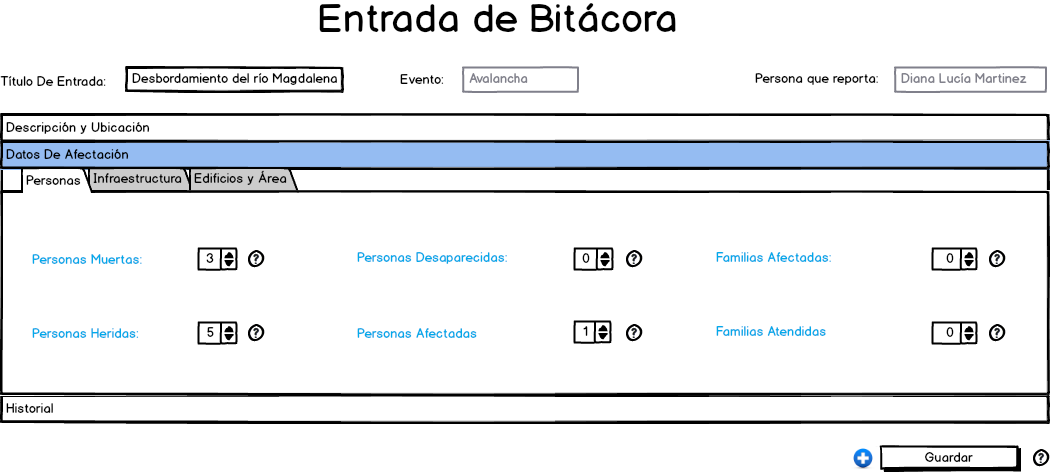 Entrada de Bitácora
Título De Entrada: Desbordamiento del río Magdalena Evento: Avalancha Persona que reporta: Diana Lucía Martinez
Descripción y Ubicación
Datos De Afectación
Personas Infraestructura Edificios y Área
Personas Muertas: 3 ? Personas Desaparecidas: 0 ? Familias Afectadas: 0 ?
Personas Heridas: 5 ? Personas Afectadas 1 ? Familias Atendidas 0 ?
Historial
Guardar ?